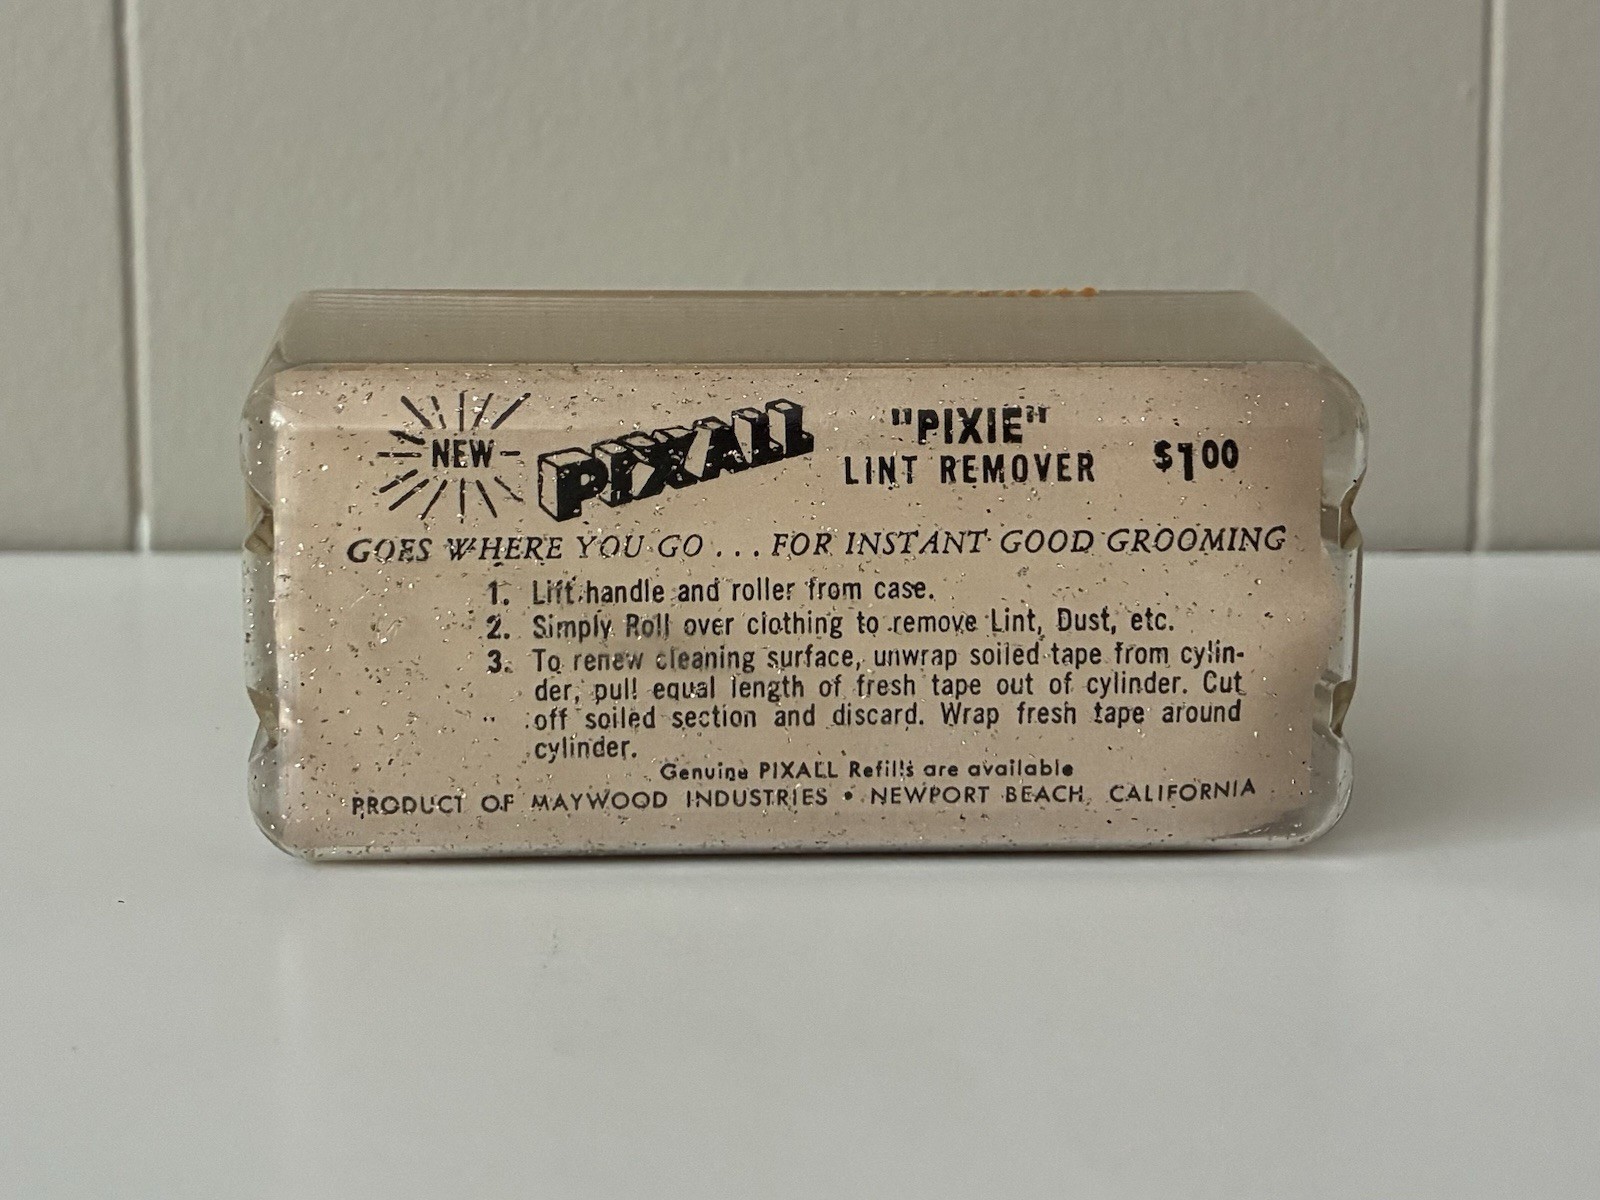 NEW
PIXALL
"PIXIE"
LINT REMOVER
$1.00
GOES WHERE YOU GO . . . FOR INSTANT GOOD GROOMING
1. Lift handle and roller from case.
2. Simply Roll over clothing to remove Lint, Dust, etc.
3. To renew cleaning surface, unwrap soiled tape from cylin-
der, pull equal length of fresh tape out of cylinder. Cut
off soiled section and discard. Wrap fresh tape around
cylinder.
Genuine PIXALL Refills are available
PRODUCT OF MAYWOOD INDUSTRIES • NEWPORT BEACH, CALIFORNIA